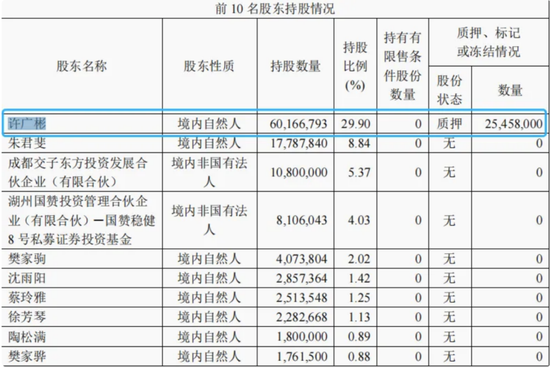 前 10 名股东持股情况
股东名称 股东性质 持股数量 持股比例(%) 持有有限售条件股份数量 质押、标记或冻结情况
股份状态 数量
许广彬 境内自然人 60,166,793 29.90 0 质押 25,458,000
朱君斐 境内自然人 17,787,840 8.84 0 无 0
成都交子东方投资发展合伙企业（有限合伙） 境内非国有法人 10,800,000 5.37 0 无 0
湖州国赞投资管理合伙企业（有限合伙）－国赞稳健8号私募证券投资基金 境内非国有法人 8,106,043 4.03 0 无 0
樊家驹 境内自然人 4,073,804 2.02 0 无 0
沈雨阳 境内自然人 2,857,364 1.42 0 无 0
蔡玲雅 境内自然人 2,513,548 1.25 0 无 0
徐芳琴 境内自然人 2,282,668 1.13 0 无 0
陶松满 境内自然人 1,800,000 0.89 0 无 0
樊家骅 境内自然人 1,761,500 0.88 0 无 0